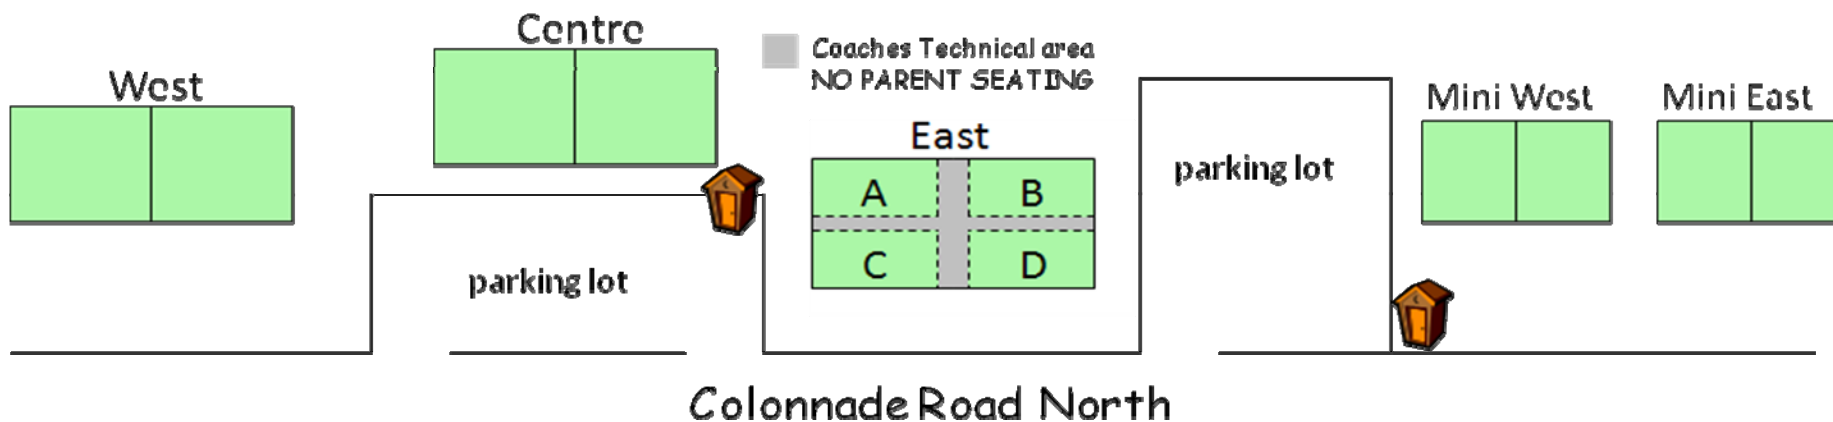 West
Centre
Coaches Technical area
NO PARENT SEATING
East
A B
C D
parking lot
parking lot
Mini West
Mini East
Colonnade Road North